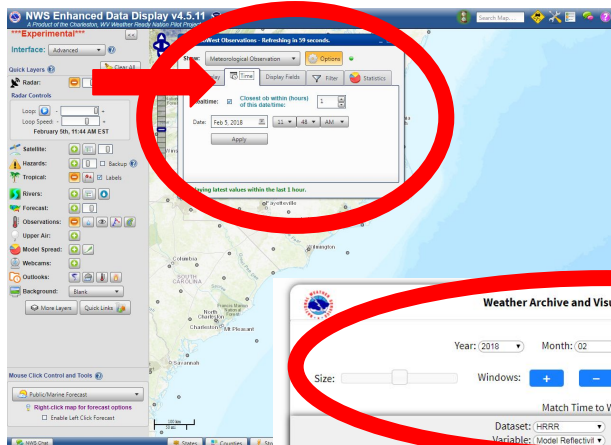 NWS Enhanced Data Display v4.5.11
A Product of the Charleston, WV Weather Ready Nation Pilot Project
Search Map...
***Experimental***
<<
Interface: Advanced
Quick Layers
Clear All
Radar:
Radar Controls
Loop:
Loop Speed: - +
February 5th, 11:44 AM EST
Satellite:
Hazards: Backup
Tropical: Labels
Rivers:
Forecast:
Observations:
Upper Air:
Model Spread:
Webcams:
Outlooks:
Background: Blank
More Layers Quick Links
Mouse Click Control and Tools
Public/Marine Forecast
Right-click map for forecast options
Enable Left Click Forecast
NWS Chat
West Observations - Refreshing in 59 seconds.
Meteorological Observation Options
Time Display Fields Filter Statistics
Closest ob within (hours)
of this date/time: 1
Date: Feb 5, 2018 11 48 AM
Apply
latest values within the last 1 hour.
Fayetteville
Wilmington
Columbia
SOUTH
CAROLINA
Francis Marion
National
Forest
North
Charleston
Charleston Mt Pleasant
Savannah
States Counties
Weather Archive and Vis
Year: 2018 Month: 02
Size: Windows: + -
Match Time to W
Dataset: HRRR
Variable: Model Reflectivit